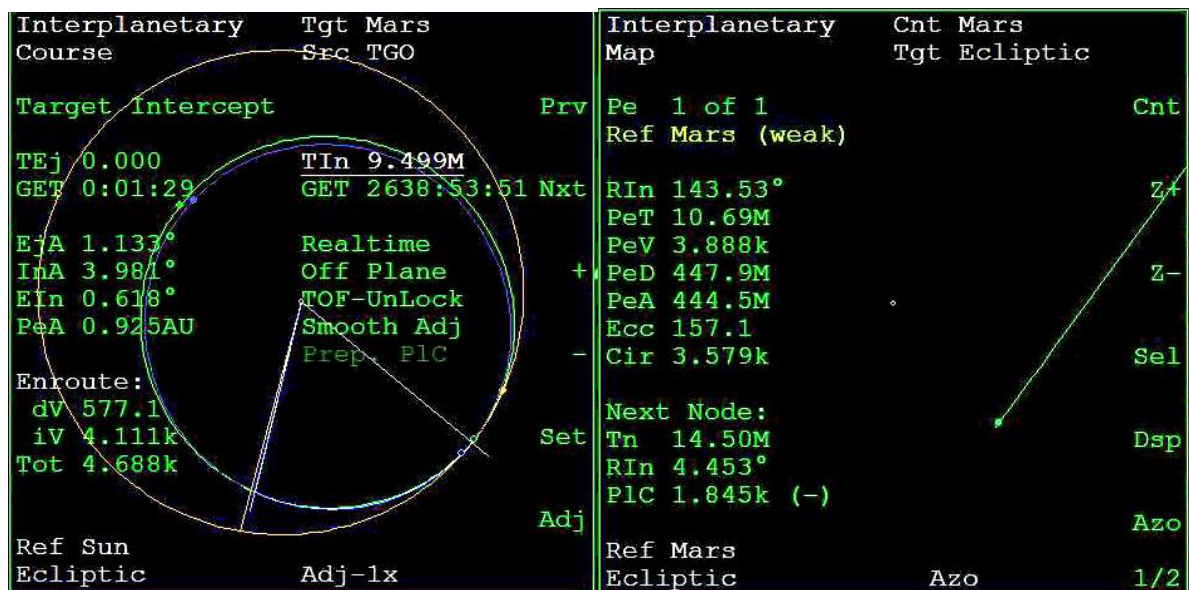 Interplanetary Tgt Mars
Course Src TGO
Target Intercept Prv
TEj 0.000 TIn 9.499M
GET 0:01:29 GET 2638:53:51 Nxt
EjA 1.133° Realtime
InA 3.981° Off Plane +
EIn 0.618° TOF-UnLock
PeA 0.925AU Smooth Adj
Prep. PlC -
Enroute:
dV 577.1
iV 4.111k Set
Tot 4.688k
Adj
Ref Sun
Ecliptic Adj-1x
Interplanetary Cnt Mars
Map Tgt Ecliptic
Pe 1 of 1 Cnt
Ref Mars (weak)
RIn 143.53° Z+
PeT 10.69M
PeV 3.888k
PeD 447.9M Z-
PeA 444.5M
Ecc 157.1
Cir 3.579k Sel
Next Node:
Tn 14.50M Dsp
RIn 4.453°
PlC 1.845k (-)
Azo
Ref Mars
Ecliptic Azo 1/2